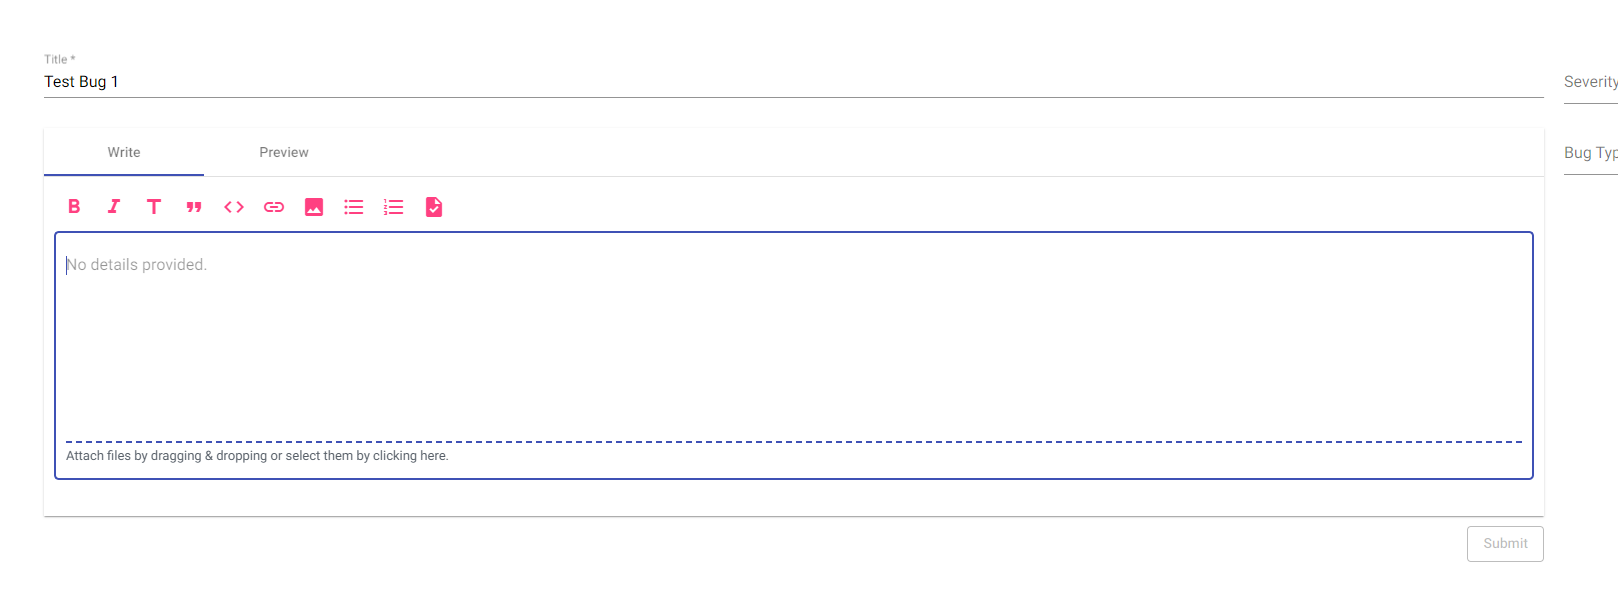 Title *
Test Bug 1
Severity
Bug Typ
Write
Preview
No details provided.
Attach files by dragging & dropping or select them by clicking here.
Submit